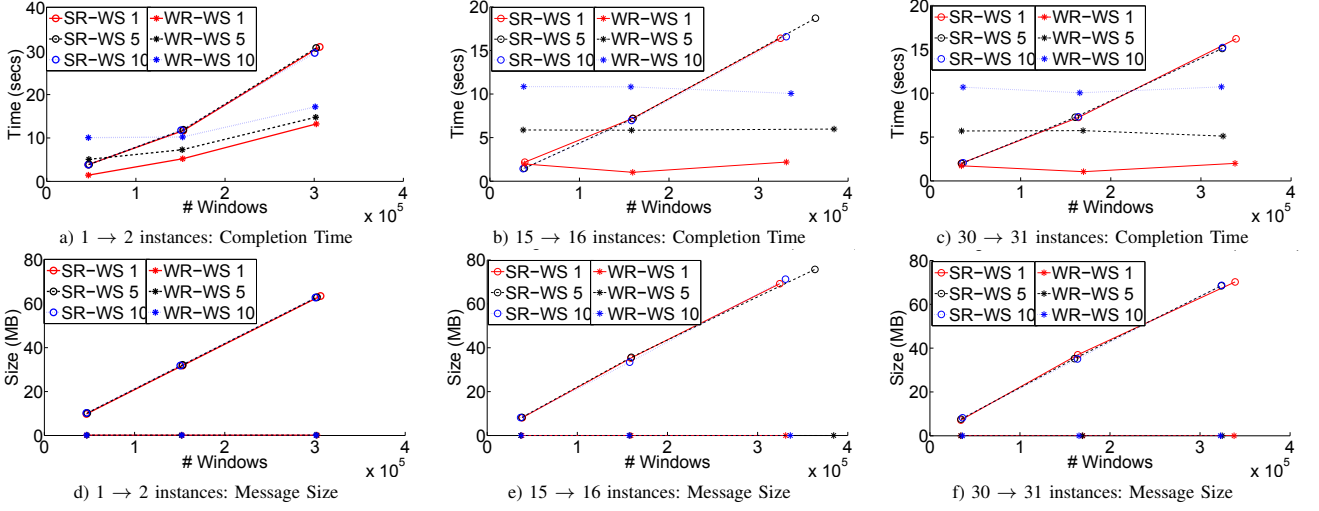 40
30
20
10
0
Time (secs)
SR-WS 1
SR-WS 5
SR-WS 10
WR-WS 1
WR-WS 5
WR-WS 10
0 1 2 3 4
# Windows
x 10^5
a) 1 → 2 instances: Completion Time
20
15
10
5
0
Time (secs)
SR-WS 1
SR-WS 5
SR-WS 10
WR-WS 1
WR-WS 5
WR-WS 10
0 1 2 3 4
# Windows
x 10^5
b) 15 → 16 instances: Completion Time
20
15
10
5
0
Time (secs)
SR-WS 1
SR-WS 5
SR-WS 10
WR-WS 1
WR-WS 5
WR-WS 10
0 1 2 3 4
# Windows
x 10^5
c) 30 → 31 instances: Completion Time
80
60
40
20
0
Size (MB)
SR-WS 1
SR-WS 5
SR-WS 10
WR-WS 1
WR-WS 5
WR-WS 10
0 1 2 3 4
# Windows
x 10^5
d) 1 → 2 instances: Message Size
80
60
40
20
0
Size (MB)
SR-WS 1
SR-WS 5
SR-WS 10
WR-WS 1
WR-WS 5
WR-WS 10
0 1 2 3 4
# Windows
x 10^5
e) 15 → 16 instances: Message Size
80
60
40
20
0
Size (MB)
SR-WS 1
SR-WS 5
SR-WS 10
WR-WS 1
WR-WS 5
WR-WS 10
0 1 2 3 4
# Windows
x 10^5
f) 30 → 31 instances: Message Size